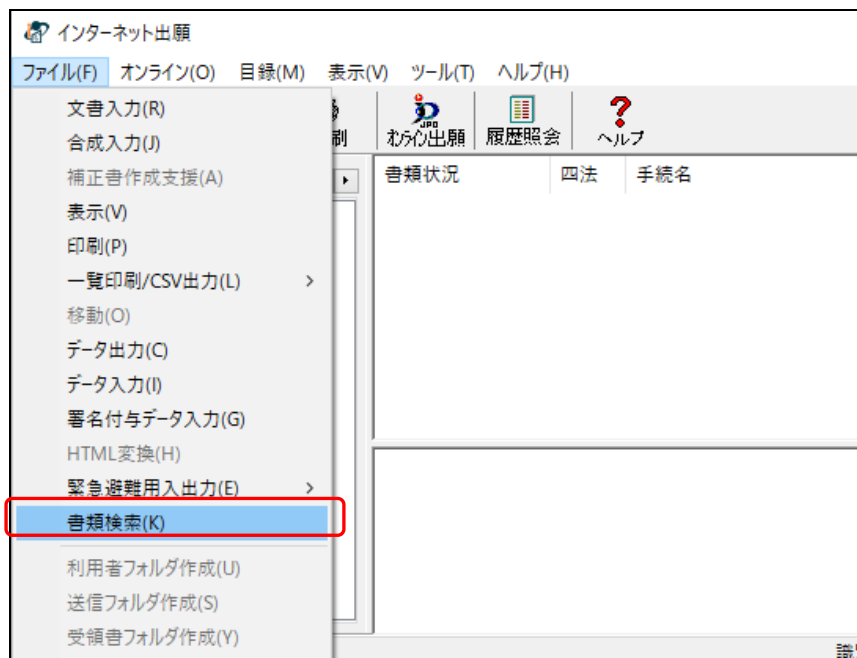 インターネット出願
ファイル(F) オンライン(O) 目録(M) 表示(V) ツール(T) ヘルプ(H)
刷 オンライン出願 履歴照会 ヘルプ
書類状況 四法 手続名
文書入力(R)
合成入力(J)
補正書作成支援(A)
表示(V)
印刷(P)
一覧印刷/CSV出力(L)
移動(O)
データ出力(C)
データ入力(I)
署名付与データ入力(G)
HTML変換(H)
緊急避難用入出力(E)
書類検索(K)
利用者フォルダ作成(U)
送信フォルダ作成(S)
受領書フォルダ作成(Y)